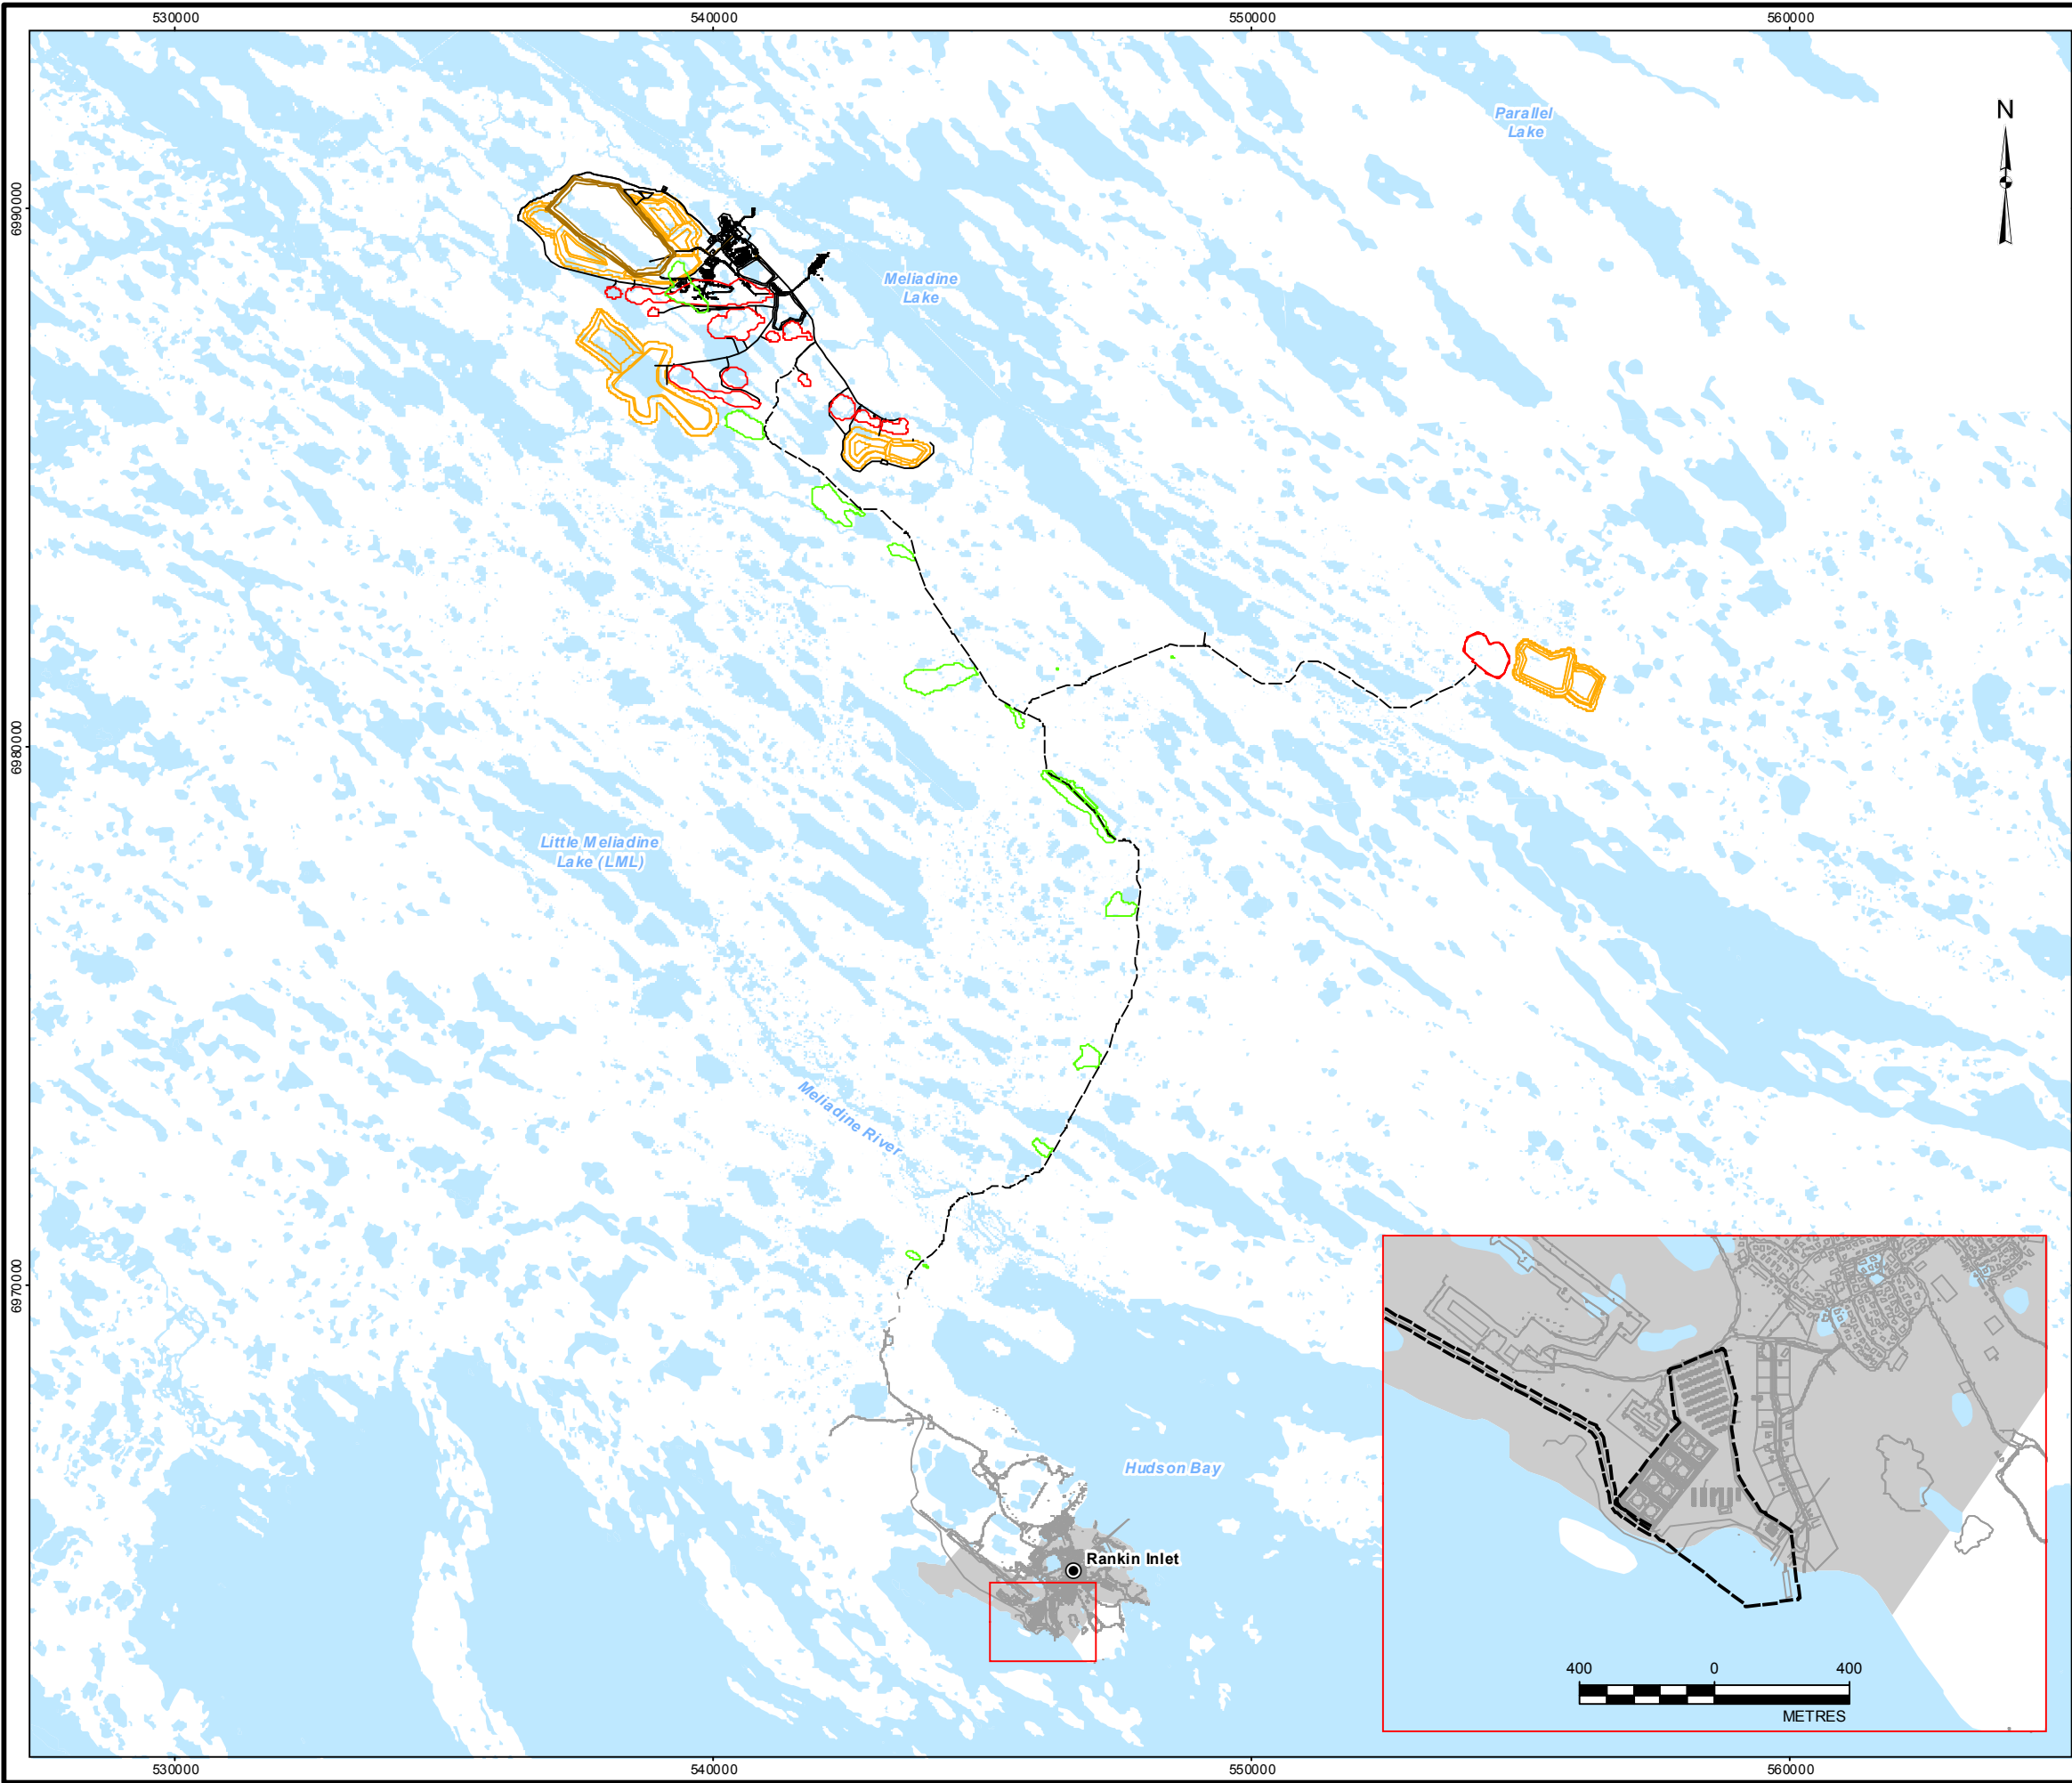 530000
540000
550000
560000
Parallel
Lake
N
6990000
Meliadine
Lake
6980000
Little Meliadine
Lake (LML)
Meliadine River
6970000
Hudson Bay
Rankin Inlet
400
0
400
METRES
530000
540000
550000
560000